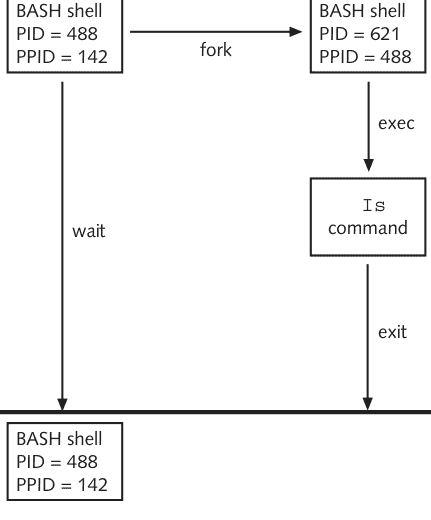 BASH shell
PID = 488
PPID = 142
fork
BASH shell
PID = 621
PPID = 488
exec
ls
command
wait
exit
BASH shell
PID = 488
PPID = 142